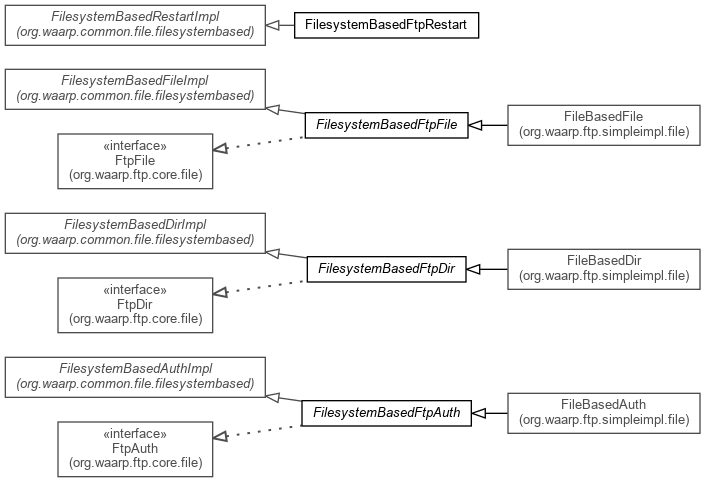 FilesystemBasedRestartImpl
(org.waarp.common.file.filesystembased)
FilesystemBasedFtpRestart
FilesystemBasedFileImpl
(org.waarp.common.file.filesystembased)
FilesystemBasedFtpFile
FileBasedFile
(org.waarp.ftp.simpleimpl.file)
«interface»
FtpFile
(org.waarp.ftp.core.file)
FilesystemBasedDirImpl
(org.waarp.common.file.filesystembased)
FilesystemBasedFtpDir
FileBasedDir
(org.waarp.ftp.simpleimpl.file)
«interface»
FtpDir
(org.waarp.ftp.core.file)
FilesystemBasedAuthImpl
(org.waarp.common.file.filesystembased)
FilesystemBasedFtpAuth
FileBasedAuth
(org.waarp.ftp.simpleimpl.file)
«interface»
FtpAuth
(org.waarp.ftp.core.file)